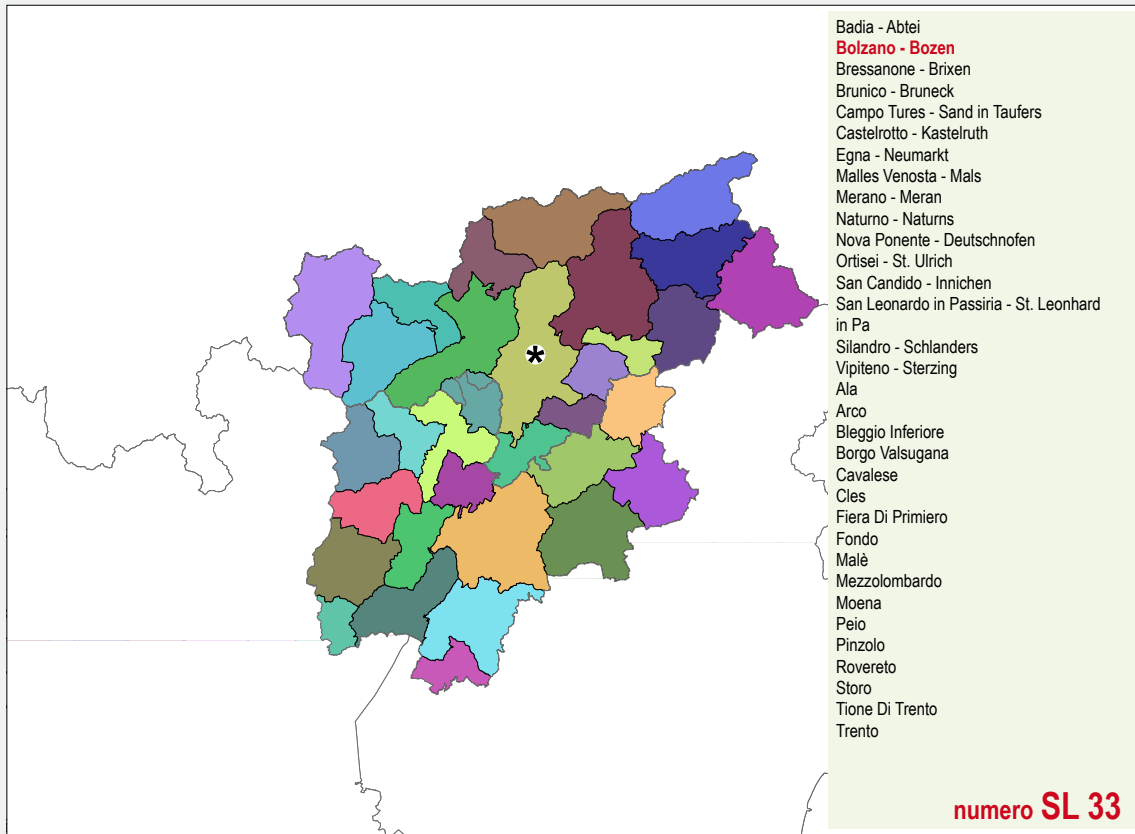 Badia - Abtei
Bolzano - Bozen
Bressanone - Brixen
Brunico - Bruneck
Campo Tures - Sand in Taufers
Castelrotto - Kastelruth
Egna - Neumarkt
Malles Venosta - Mals
Merano - Meran
Naturno - Naturns
Nova Ponente - Deutschnofen
Ortisei - St. Ulrich
San Candido - Innichen
San Leonardo in Passiria - St. Leonhard
in Pa
Silandro - Schlanders
Vipiteno - Sterzing
Ala
Arco
Bleggio Inferiore
Borgo Valsugana
Cavalese
Cles
Fiera Di Primiero
Fondo
Malè
Mezzolombardo
Moena
Peio
Pinzolo
Rovereto
Storo
Tione Di Trento
Trento
numero SL 33
*